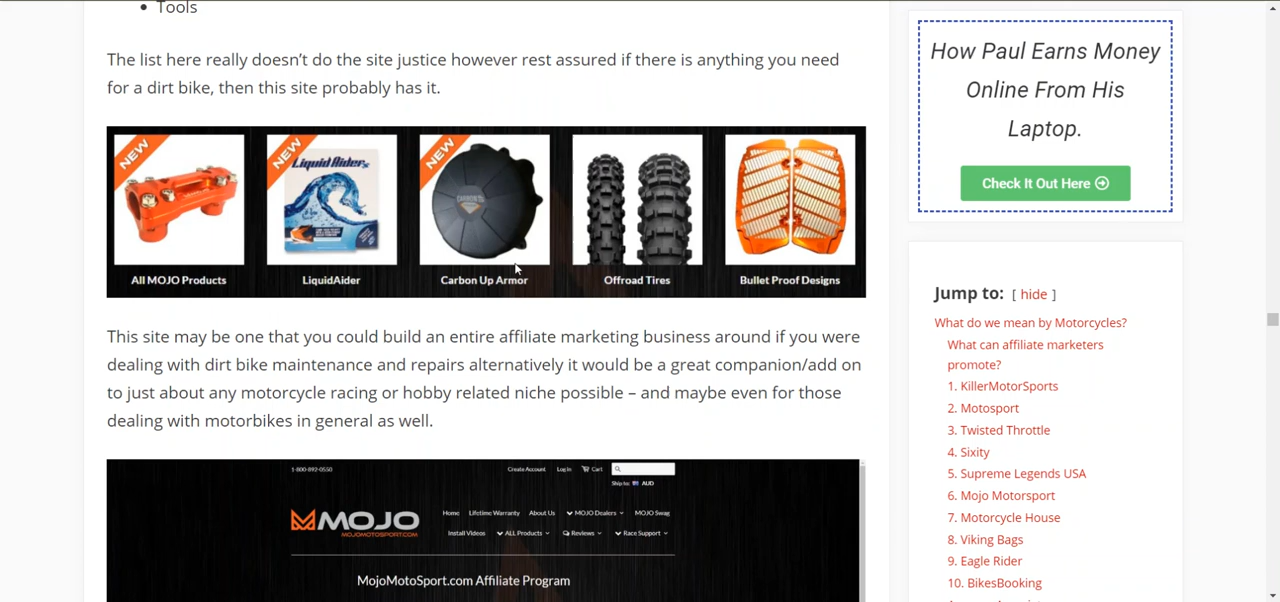 Tools
The list here really doesn’t do the site justice however rest assured if there is anything you need
for a dirt bike, then this site probably has it.
NEW
NEW
LiquidAider
NEW
CARBON
All MOJO Products
LiquidAider
Carbon Up Armor
Offroad Tires
Bullet Proof Designs
This site may be one that you could build an entire affiliate marketing business around if you were
dealing with dirt bike maintenance and repairs alternatively it would be a great companion/add on
to just about any motorcycle racing or hobby related niche possible – and maybe even for those
dealing with motorbikes in general as well.
1-800-892-0550
Create Account
Log in
Cart
Ship to:
AUD
MOJO
MOJOMOTOSPORT.COM
Home
Lifetime Warranty
About Us
MOJO Dealers
MOJO Swag
Install Videos
ALL Products
Reviews
Race Support
MojoMotoSport.com Affiliate Program
How Paul Earns Money
Online From His
Laptop.
Check It Out Here
Jump to: [ hide ]
What do we mean by Motorcycles?
What can affiliate marketers
promote?
1. KillerMotorSports
2. Motosport
3. Twisted Throttle
4. Sixity
5. Supreme Legends USA
6. Mojo Motorsport
7. Motorcycle House
8. Viking Bags
9. Eagle Rider
10. BikesBooking